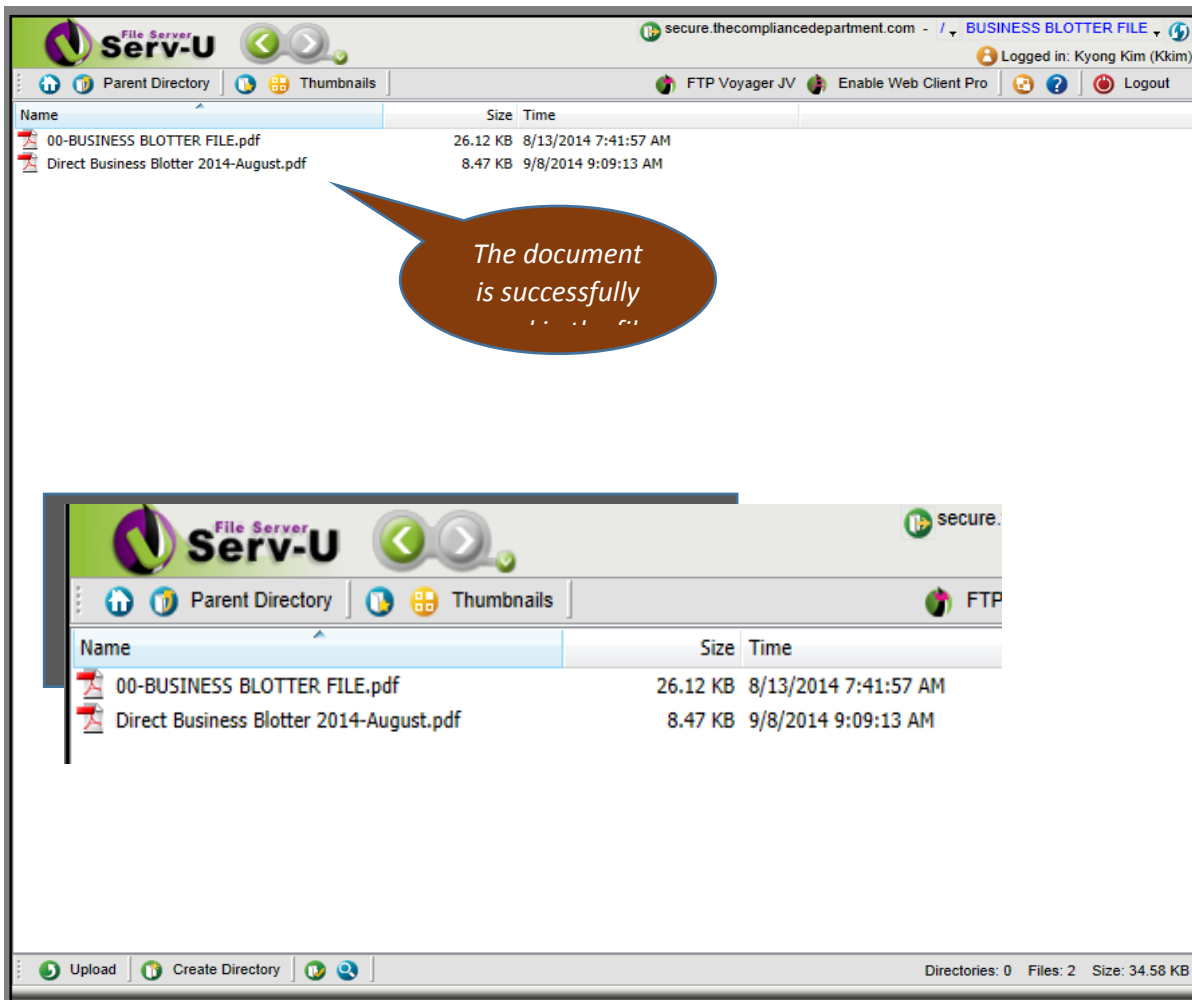 File Server
Serv-U
secure.thecompliancedepartment.com - / BUSINESS BLOTTER FILE
Logged in: Kyong Kim (Kkim)
Parent Directory Thumbnails FTP Voyager JV Enable Web Client Pro Logout
Name Size Time
00-BUSINESS BLOTTER FILE.pdf 26.12 KB 8/13/2014 7:41:57 AM
Direct Business Blotter 2014-August.pdf 8.47 KB 9/8/2014 9:09:13 AM
The document
is successfully
File Server
Serv-U
secure.
Parent Directory Thumbnails FTP
Name Size Time
00-BUSINESS BLOTTER FILE.pdf 26.12 KB 8/13/2014 7:41:57 AM
Direct Business Blotter 2014-August.pdf 8.47 KB 9/8/2014 9:09:13 AM
Upload Create Directory Directories: 0 Files: 2 Size: 34.58 KB